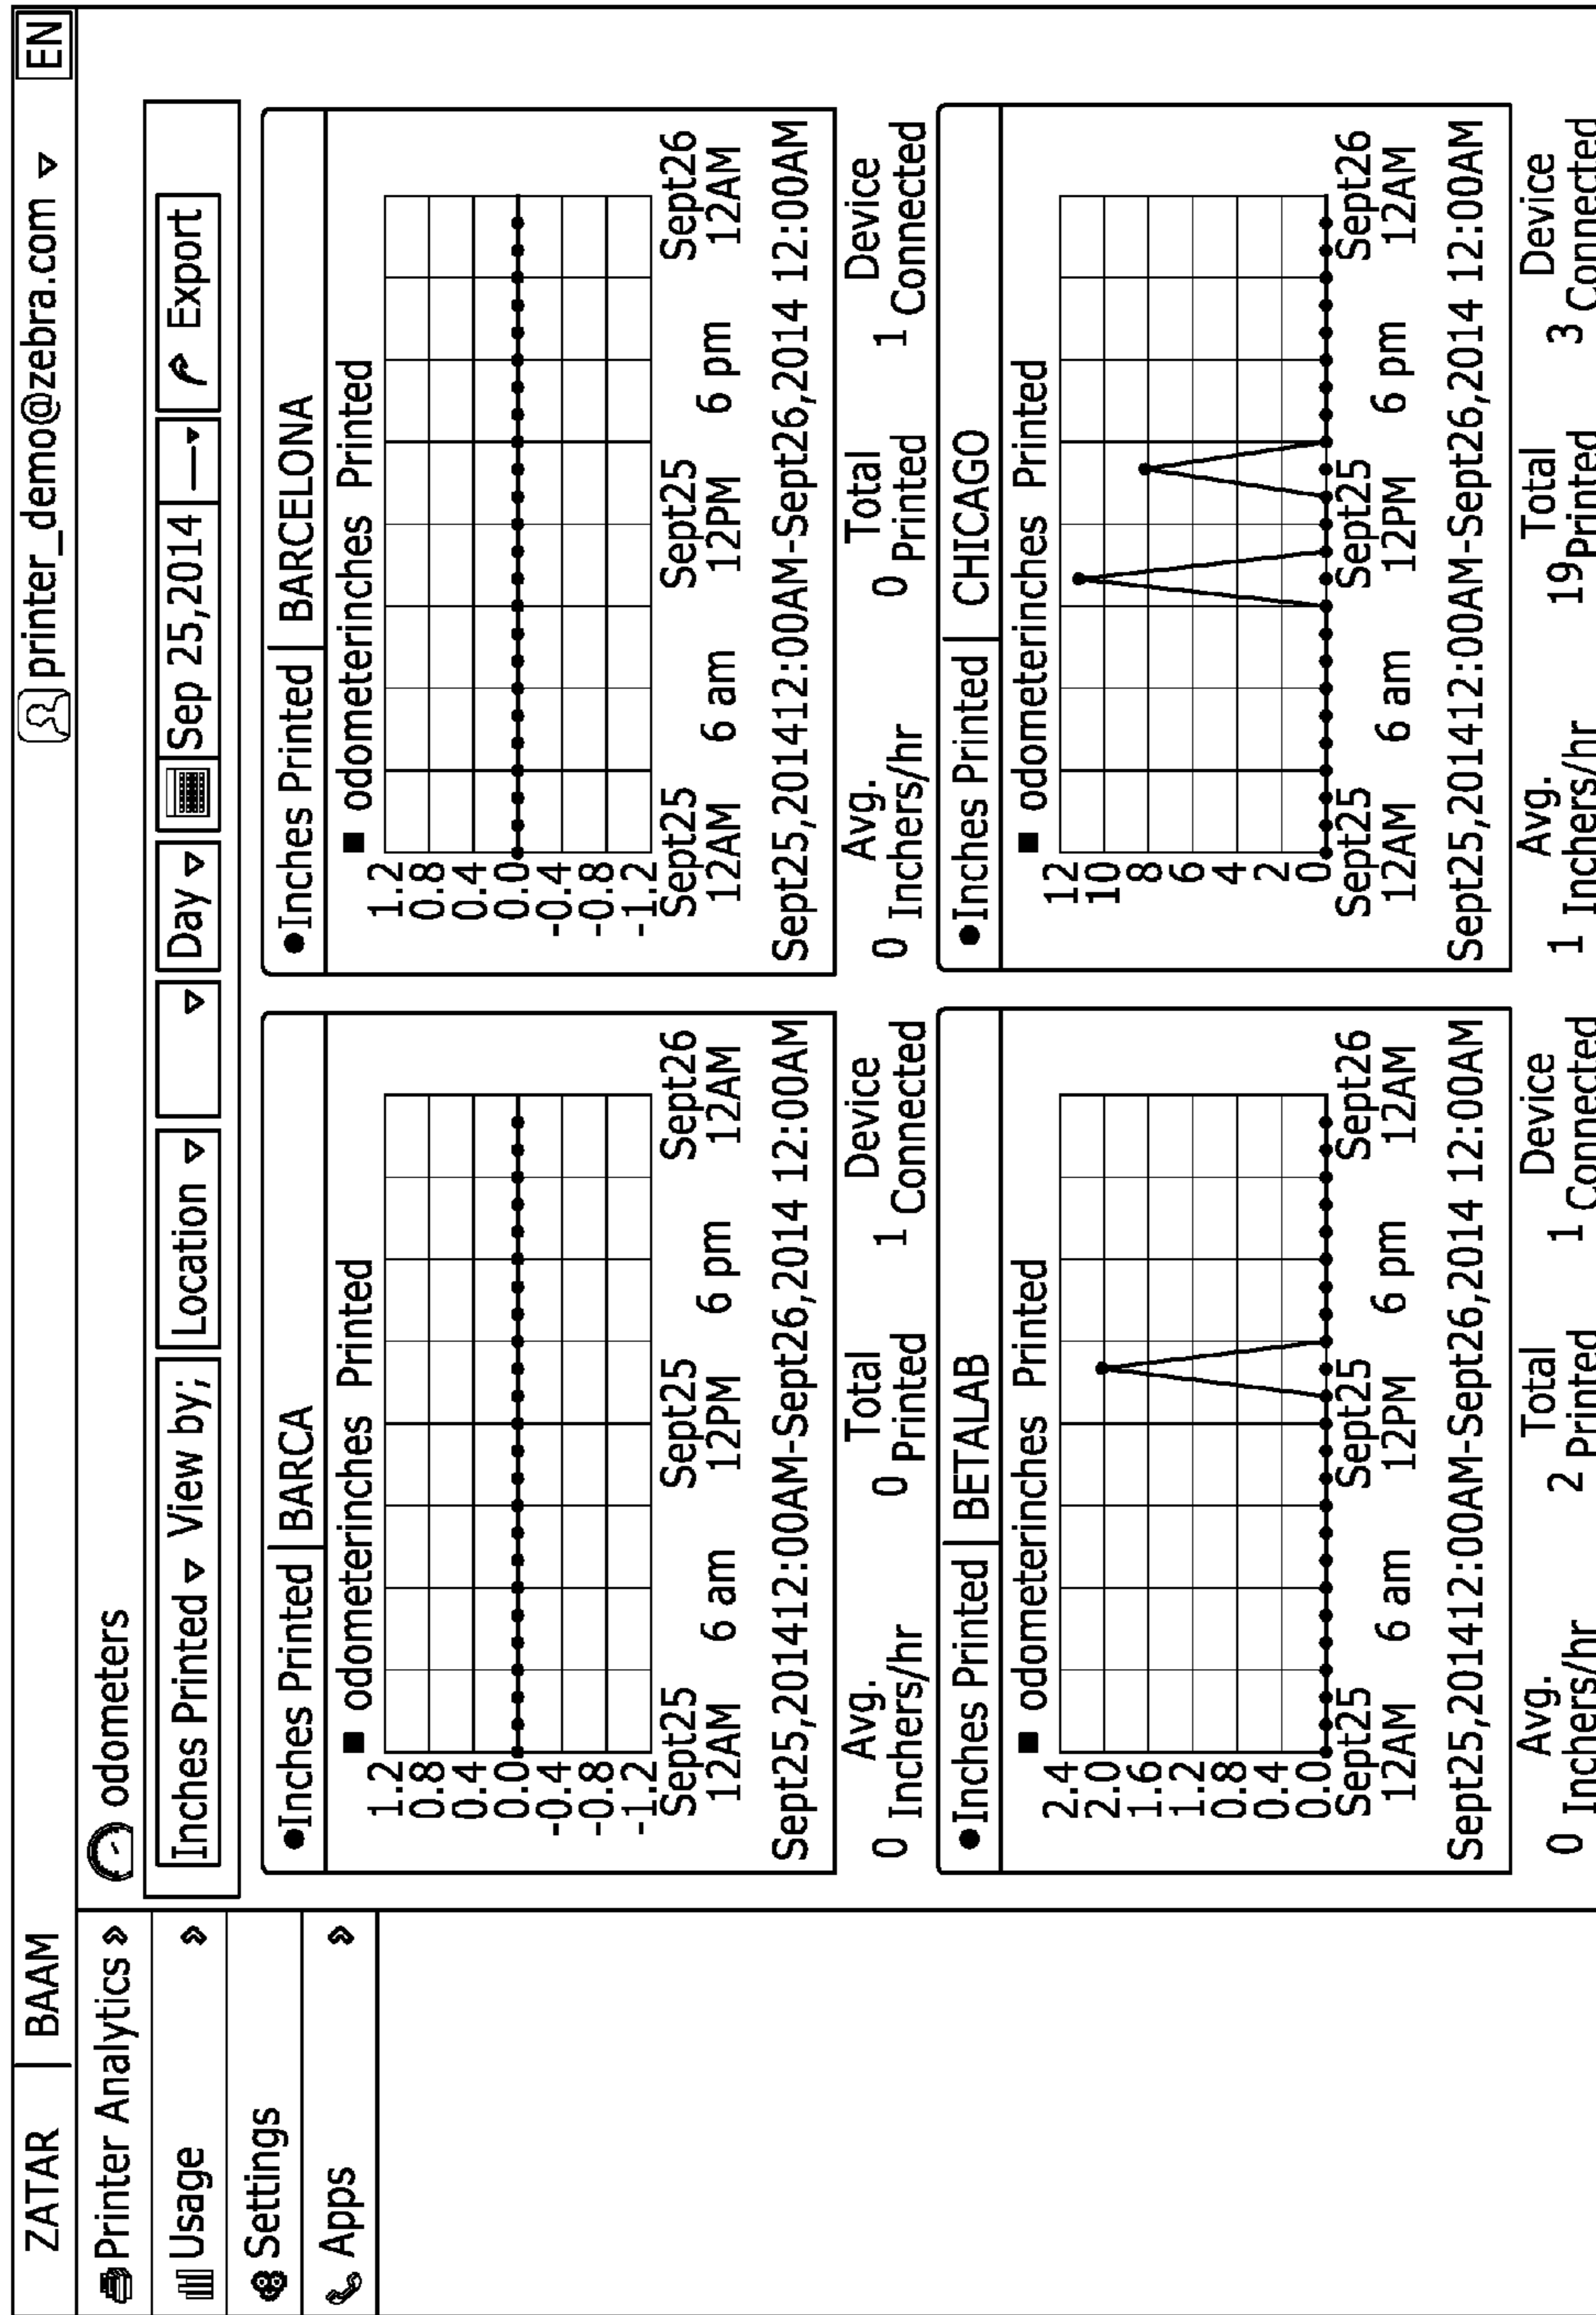 ZATAR | BAAM
printer_demo@zebra.com
EN
Printer Analytics »
Usage »
Settings
Apps »
odometers
Inches Printed
View by;
Location
Day
Sep 25,2014
Export
Inches Printed | BARCA
odometerinches Printed
1.2
0.8
0.4
0.0
-0.4
-0.8
-1.2
Sept25 Sept25 Sept26
12AM 6 am 12PM 6 pm 12AM
Sept25,201412:00AM-Sept26,2014 12:00AM
Avg. Total Device
0 Inchers/hr 0 Printed 1 Connected
Inches Printed | BARCELONA
odometerinches Printed
1.2
0.8
0.4
0.0
-0.4
-0.8
-1.2
Sept25 Sept25 Sept26
12AM 6 am 12PM 6 pm 12AM
Sept25,201412:00AM-Sept26,2014 12:00AM
Avg. Total Device
0 Inchers/hr 0 Printed 1 Connected
Inches Printed | BETALAB
odometerinches Printed
2.4
2.0
1.6
1.2
0.8
0.4
0.0
Sept25 Sept25 Sept26
12AM 6 am 12PM 6 pm 12AM
Sept25,201412:00AM-Sept26,2014 12:00AM
Avg. Total Device
0 Inchers/hr 2 Printed 1 Connected
Inches Printed | CHICAGO
odometerinches Printed
12
10
8
6
4
2
0
Sept25 Sept25 Sept26
12AM 6 am 12PM 6 pm 12AM
Sept25,201412:00AM-Sept26,2014 12:00AM
Avg. Total Device
1 Inchers/hr 19 Printed 3 Connected